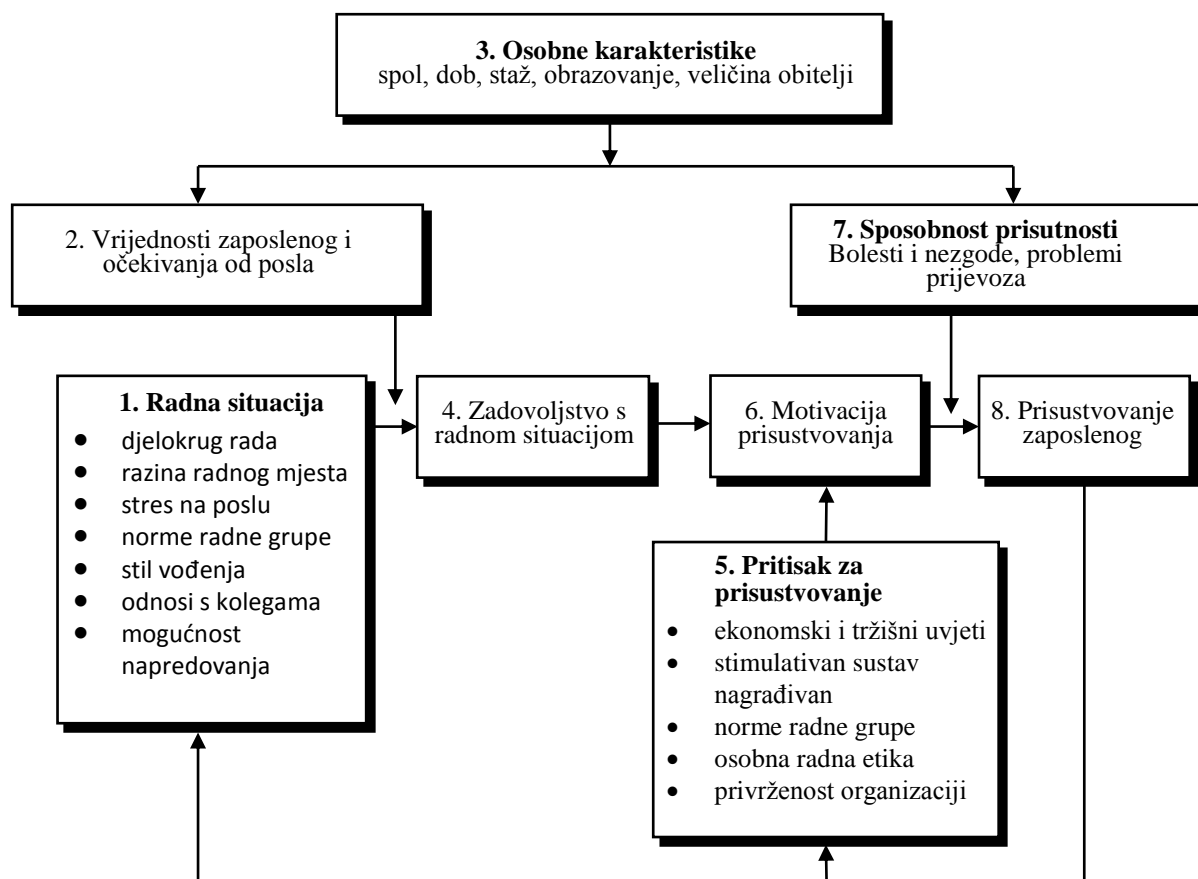 3. Osobne karakteristike
spol, dob, staž, obrazovanje, veličina obitelji
2. Vrijednosti zaposlenog i
očekivanja od posla
7. Sposobnost prisutnosti
Bolesti i nezgode, problemi
prijevoza
1. Radna situacija
• djelokrug rada
• razina radnog mjesta
• stres na poslu
• norme radne grupe
• stil vođenja
• odnosi s kolegama
• mogućnost
napredovanja
4. Zadovoljstvo s
radnom situacijom
6. Motivacija
prisustvovanja
8. Prisustvovanje
zaposlenog
5. Pritisak za
prisustvovanje
• ekonomski i tržišni uvjeti
• stimulativan sustav
nagrađivan
• norme radne grupe
• osobna radna etika
• privrženost organizaciji